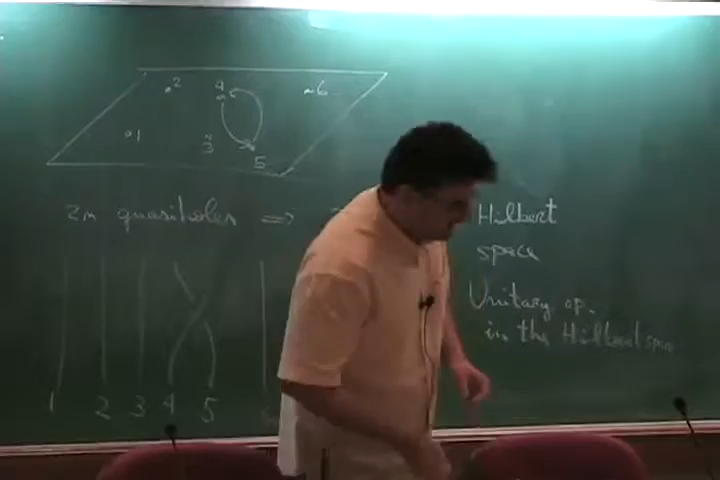 2 4 6
1 3
5
2n quasiholes ⇒ Hilbert
space
Unitary op.
in the Hilbert space
1 2 3 4 5